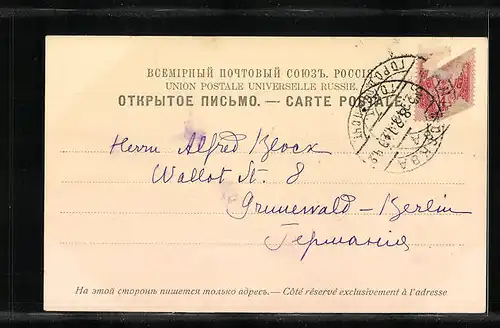 ВСЕМІРНЫЙ ПОЧТОВЫЙ СОЮЗЪ. РОССІЯ
UNION POSTALE UNIVERSELLE RUSSIE.
ОТКРЫТОЕ ПИСЬМО. — CARTE POSTALE.
Herrn Alfred Block
Wallot St. 8
Grunewald-Berlin
Германія
На этой сторонѣ пишется только адресъ. — Côté réservé exclusivement à l'adresse